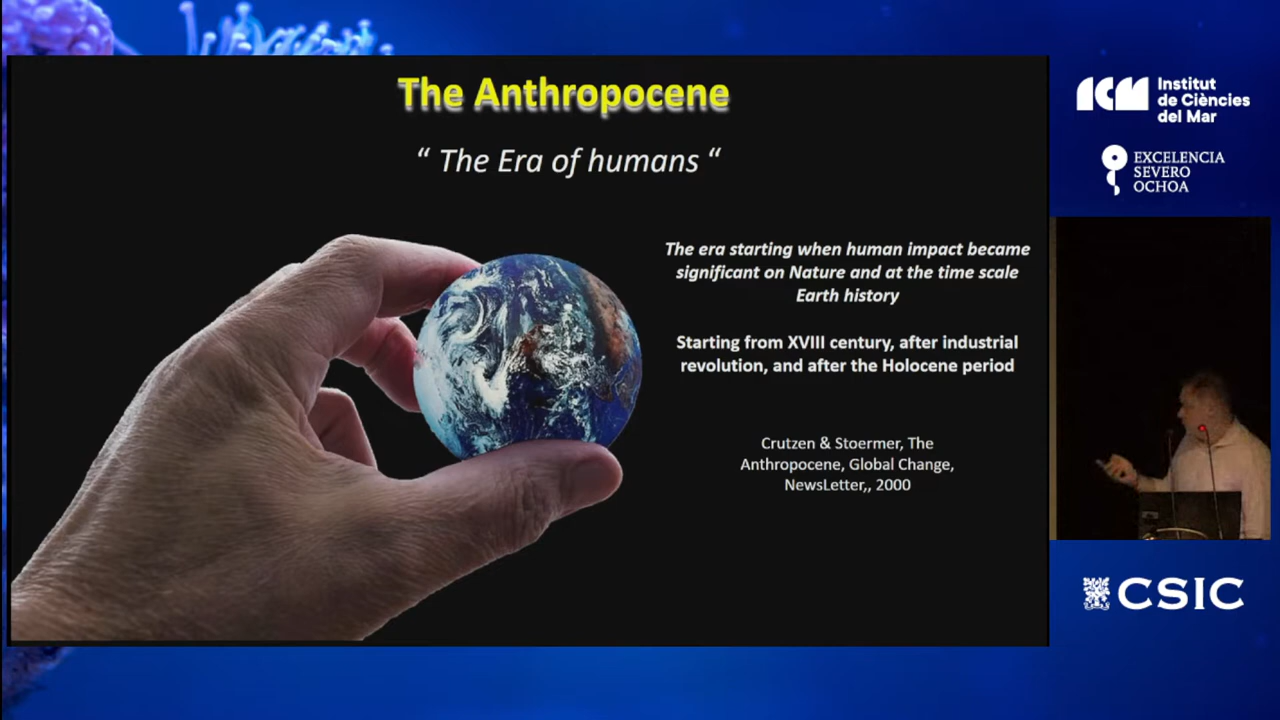 The Anthropocene
“ The Era of humans “
The era starting when human impact became
significant on Nature and at the time scale
Earth history
Starting from XVIII century, after industrial
revolution, and after the Holocene period
Crutzen & Stoermer, The
Anthropocene, Global Change,
NewsLetter,, 2000
ICM
Institut
de Ciències
del Mar
EXCELENCIA
SEVERO
OCHOA
CSIC